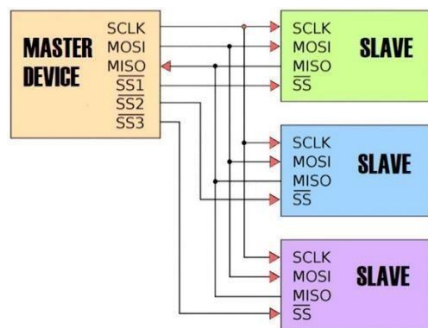 MASTER
DEVICE
SCLK
MOSI
MISO
SS1
SS2
SS3
SCLK
MOSI
MISO
SS
SLAVE
SCLK
MOSI
MISO
SS
SLAVE
SCLK
MOSI
MISO
SS
SLAVE